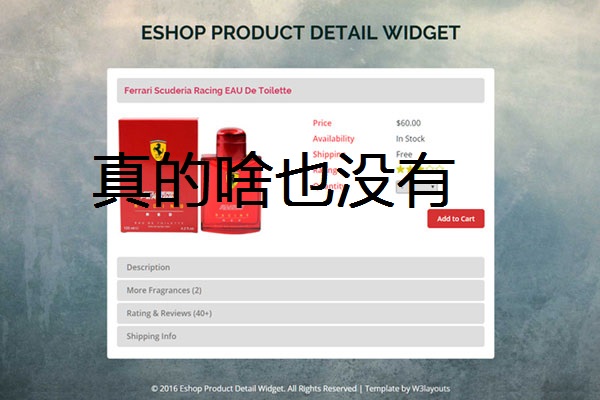 ESHOP PRODUCT DETAIL WIDGET
Ferrari Scuderia Racing EAU De Toilette
Price $60.00
Availability In Stock
Shipping Free
真的啥也没有
Add to Cart
Description
More Fragrances (2)
Rating & Reviews (40+)
Shipping Info
© 2016 Eshop Product Detail Widget. All Rights Reserved | Template by W3layouts